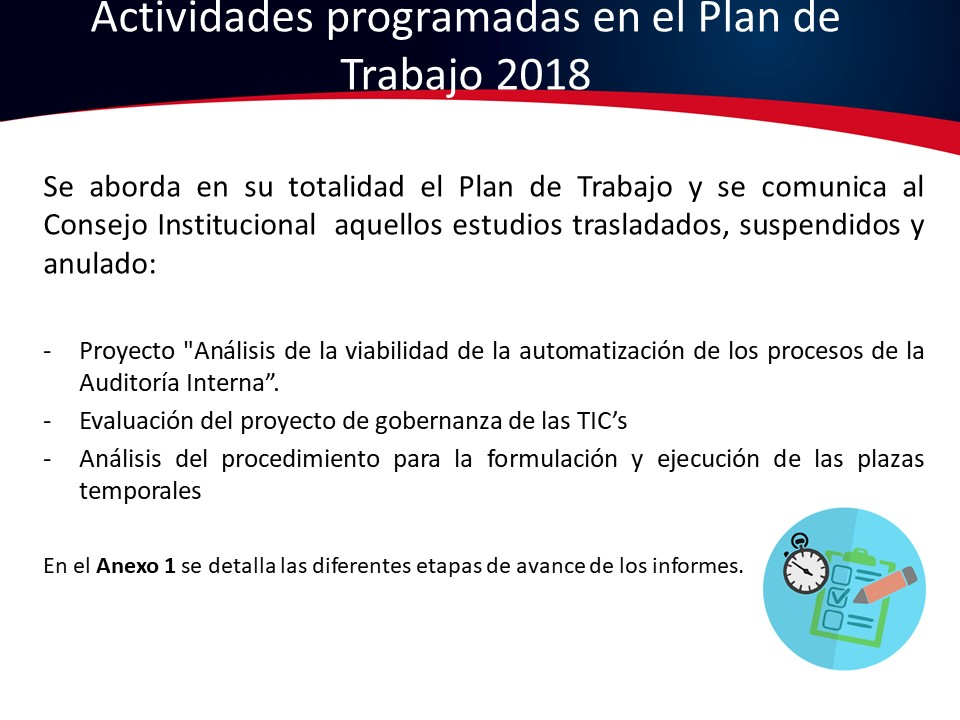 Actividades programadas en el Plan de
Trabajo 2018
Se aborda en su totalidad el Plan de Trabajo y se comunica al
Consejo Institucional aquellos estudios trasladados, suspendidos y
anulado:
- Proyecto "Análisis de la viabilidad de la automatización de los procesos de la
Auditoría Interna”.
- Evaluación del proyecto de gobernanza de las TIC’s
- Análisis del procedimiento para la formulación y ejecución de las plazas
temporales
En el Anexo 1 se detalla las diferentes etapas de avance de los informes.